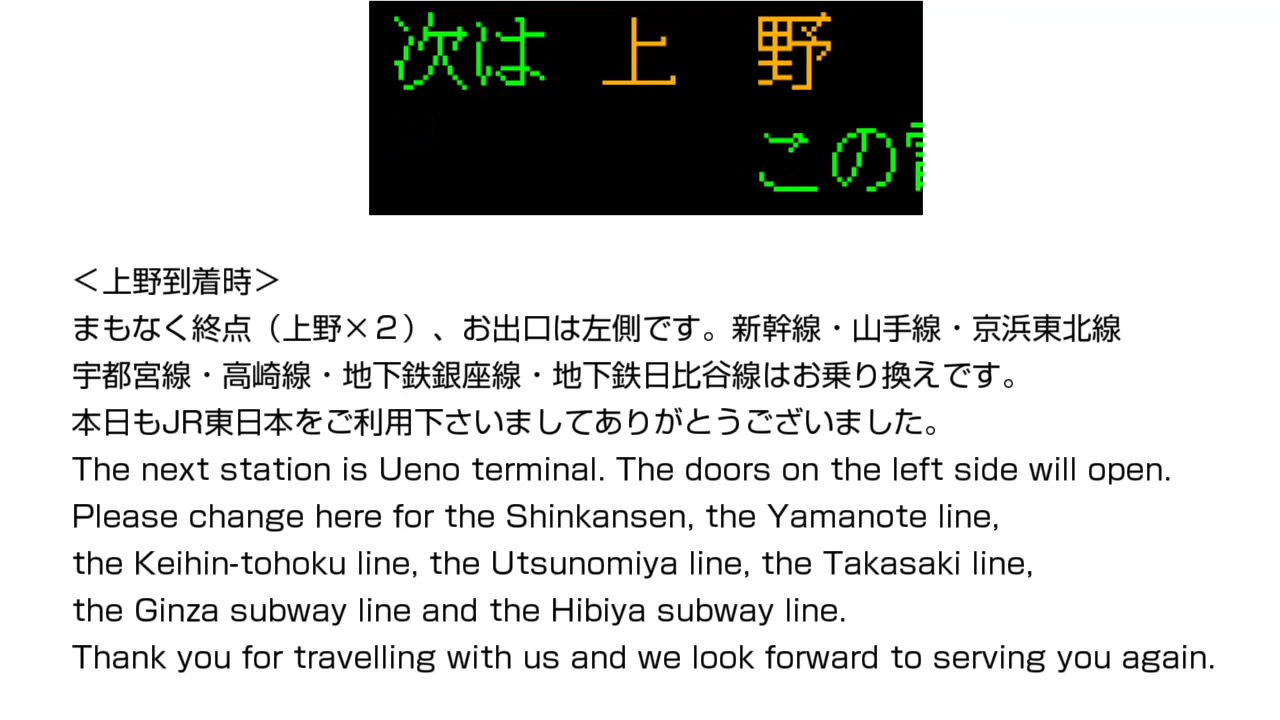 次は 上 野
この
＜上野到着時＞
まもなく終点（上野×２）、お出口は左側です。新幹線・山手線・京浜東北線
宇都宮線・高崎線・地下鉄銀座線・地下鉄日比谷線はお乗り換えです。
本日もJR東日本をご利用下さいましてありがとうございました。
The next station is Ueno terminal. The doors on the left side will open.
Please change here for the Shinkansen, the Yamanote line,
the Keihin-tohoku line, the Utsunomiya line, the Takasaki line,
the Ginza subway line and the Hibiya subway line.
Thank you for travelling with us and we look forward to serving you again.